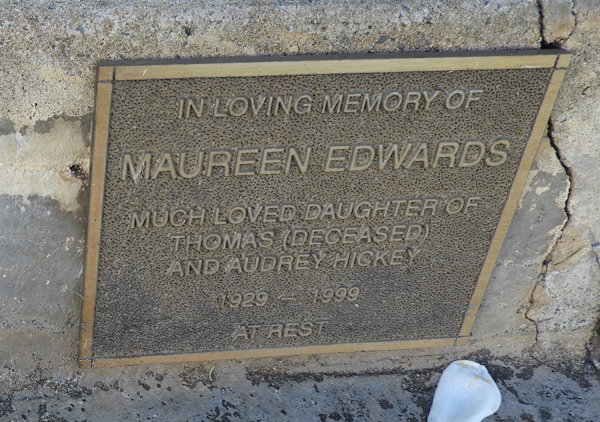 IN LOVING MEMORY OF
MAUREEN EDWARDS
MUCH LOVED DAUGHTER OF
THOMAS (DECEASED)
AND AUDREY HICKEY
1929 — 1999
AT REST